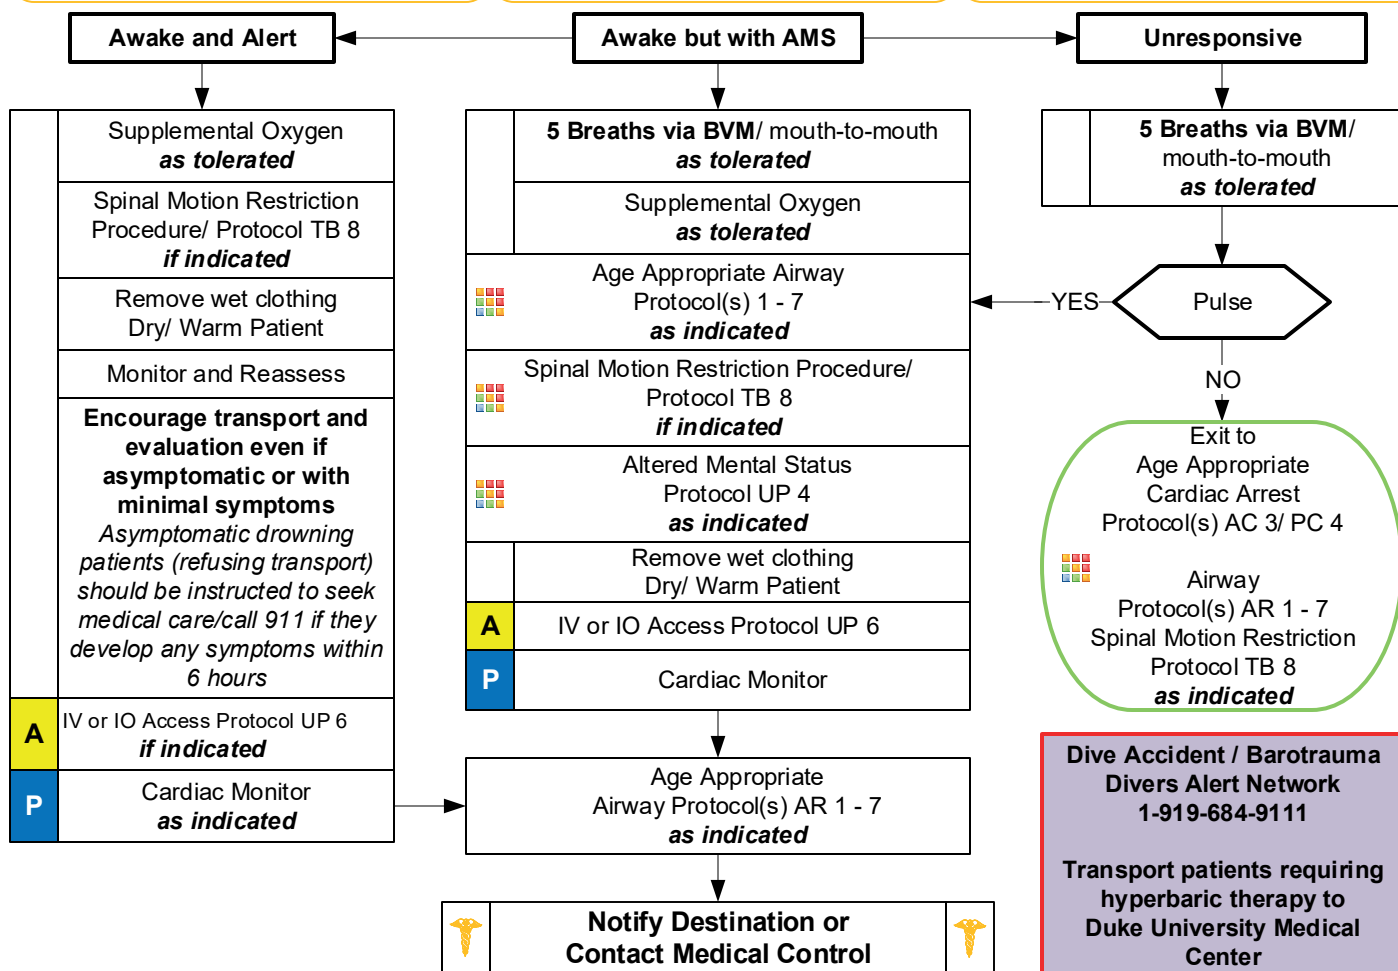 Awake and Alert
Awake but with AMS
Unresponsive
Supplemental Oxygen
as tolerated
Spinal Motion Restriction
Procedure/ Protocol TB 8
if indicated
Remove wet clothing
Dry/ Warm Patient
Monitor and Reassess
Encourage transport and
evaluation even if
asymptomatic or with
minimal symptoms
Asymptomatic drowning
patients (refusing transport)
should be instructed to seek
medical care/call 911 if they
develop any symptoms within
6 hours
A
IV or IO Access Protocol UP 6
if indicated
P
Cardiac Monitor
as indicated
5 Breaths via BVM/ mouth-to-mouth
as tolerated
Supplemental Oxygen
as tolerated
Age Appropriate Airway
Protocol(s) 1 - 7
as indicated
Spinal Motion Restriction Procedure/
Protocol TB 8
if indicated
Altered Mental Status
Protocol UP 4
as indicated
Remove wet clothing
Dry/ Warm Patient
A
IV or IO Access Protocol UP 6
P
Cardiac Monitor
Age Appropriate
Airway Protocol(s) AR 1 - 7
as indicated
Notify Destination or
Contact Medical Control
5 Breaths via BVM/
mouth-to-mouth
as tolerated
Pulse
YES
NO
Exit to
Age Appropriate
Cardiac Arrest
Protocol(s) AC 3/ PC 4
Airway
Protocol(s) AR 1 - 7
Spinal Motion Restriction
Protocol TB 8
as indicated
Dive Accident / Barotrauma
Divers Alert Network
1-919-684-9111
Transport patients requiring
hyperbaric therapy to
Duke University Medical
Center